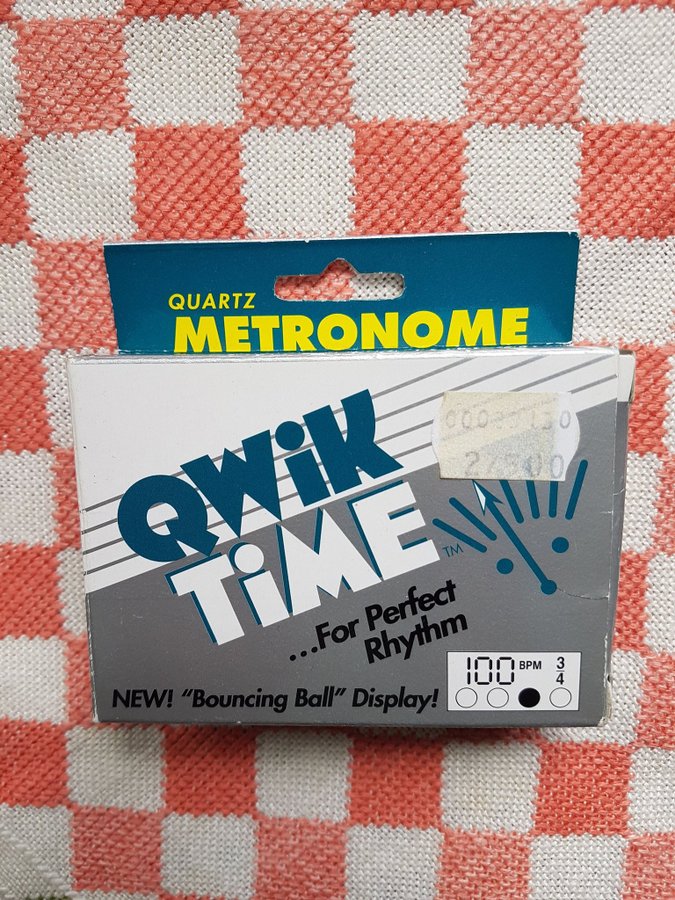 QUARTZ
METRONOME
QWiK
TiME
TM
...For Perfect
Rhythm
NEW! "Bouncing Ball" Display!
100 BPM 3/4